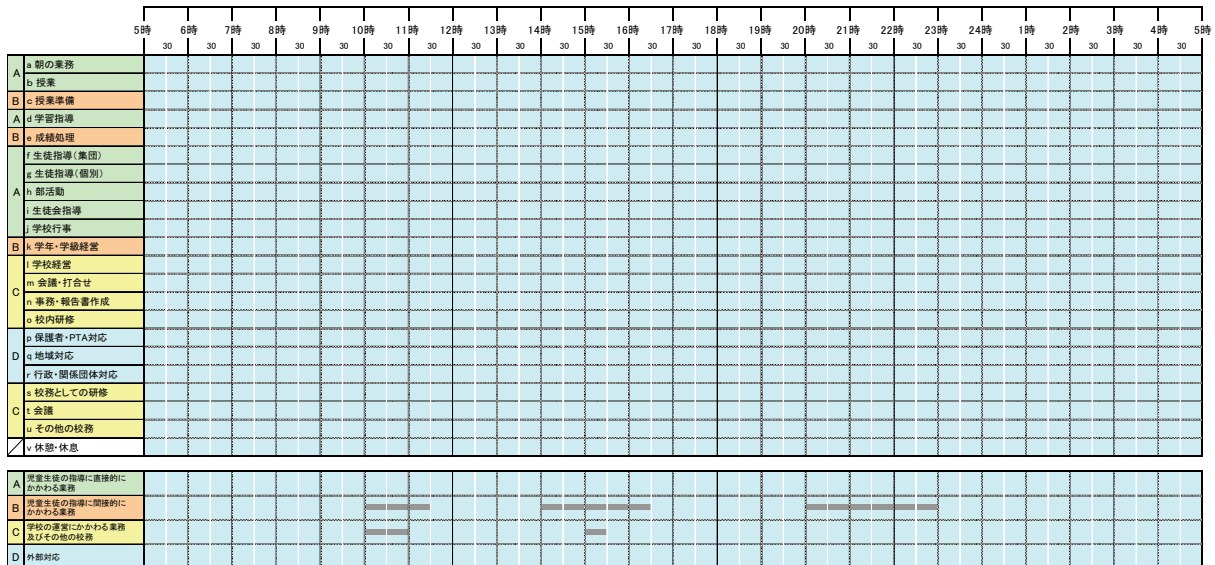 5時 6時 7時 8時 9時 10時 11時 12時 13時 14時 15時 16時 17時 18時 19時 20時 21時 22時 23時 24時 1時 2時 3時 4時 5時
30 30 30 30 30 30 30 30 30 30 30 30 30 30 30 30 30 30 30 30 30 30 30 30
A a 朝の業務
b 授業
B c 授業準備
A d 学習指導
B e 成績処理
A f 生徒指導(集団)
g 生徒指導(個別)
h 部活動
i 生徒会指導
j 学校行事
B k 学年・学級経営
C l 学校経営
m 会議・打合せ
n 事務・報告書作成
o 校内研修
D p 保護者・PTA対応
q 地域対応
r 行政・関係団体対応
C s 校務としての研修
t 会議
u その他の校務
v 休憩・休息
A 児童生徒の指導に直接的に
かかわる業務
B 児童生徒の指導に間接的に
かかわる業務
C 学校の運営にかかわる業務
及びその他の校務
D 外部対応